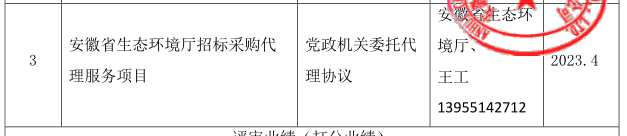 3
安徽省生态环境厅招标采购代
理服务项目
党政机关委托代
理协议
安徽省生态环
境厅、
王工
13955142712
2023.4